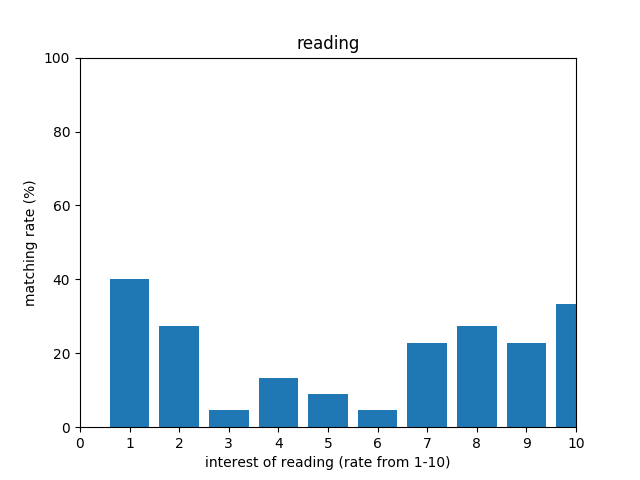 reading
100
80
60
40
20
0
matching rate (%)
0 1 2 3 4 5 6 7 8 9 10
interest of reading (rate from 1-10)